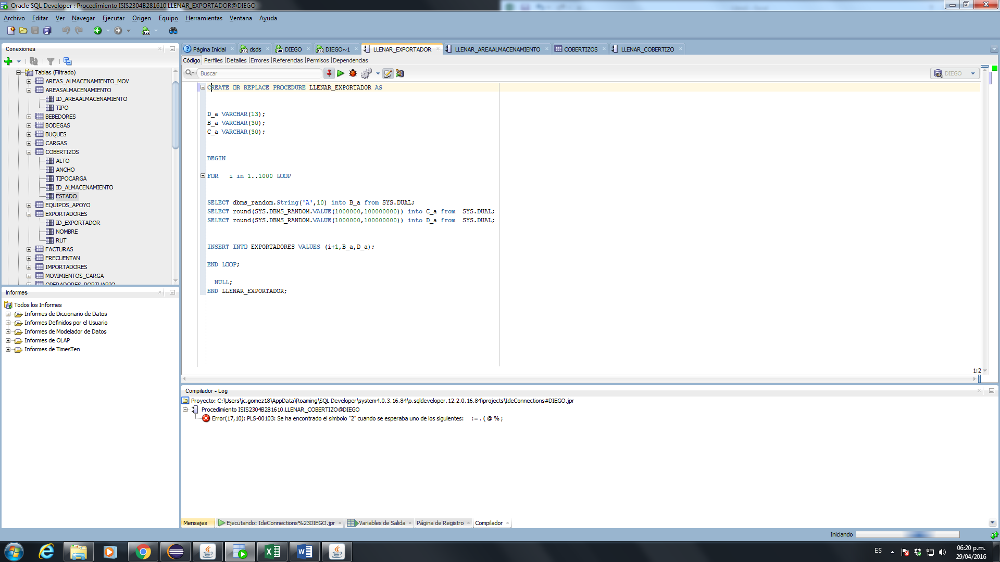 Oracle SQL Developer : Procedimiento ISIS2304B281610.LLENAR_EXPORTADOR@DIEGO
Archivo Editar Ver Navegar Ejecutar Origen Equipo Herramientas Ventana Ayuda
Conexiones
Tablas (Filtrado)
AREAS_ALMACENAMIENTO_MOV
AREASALMACENAMIENTO
ID_AREAALMACENAMIENTO
TIPO
BEBEDORES
BODEGAS
BUQUES
CARGAS
COBERTIZOS
ALTO
ANCHO
TIPOCARGA
ID_ALMACENAMIENTO
ESTADO
EQUIPOS_APOYO
EXPORTADORES
ID_EXPORTADOR
NOMBRE
RUT
FACTURAS
FRECUENTAN
IMPORTADORES
MOVIMIENTOS_CARGA
OPERADORES_PORTUARIO
Informes
Todos los Informes
Informes de Diccionario de Datos
Informes Definidos por el Usuario
Informes de Modelador de Datos
Informes de OLAP
Informes de TimesTen
Página Inicial dsds DIEGO DIEGO~1 LLENAR_EXPORTADOR LLENAR_AREAALMACENAMIENTO COBERTIZOS LLENAR_COBERTIZO
Código Perfiles Detalles Errores Referencias Permisos Dependencias
Buscar
DIEGO
CREATE OR REPLACE PROCEDURE LLENAR_EXPORTADOR AS
D_a VARCHAR(13);
B_a VARCHAR(30);
C_a VARCHAR(30);
BEGIN
FOR i in 1..1000 LOOP
SELECT dbms_random.String('A',10) into B_a from SYS.DUAL;
SELECT round(SYS.DBMS_RANDOM.VALUE(1000000,100000000)) into C_a from SYS.DUAL;
SELECT round(SYS.DBMS_RANDOM.VALUE(1000000,100000000)) into D_a from SYS.DUAL;
INSERT INTO EXPORTADORES VALUES (i+1,B_a,D_a);
END LOOP;
NULL;
END LLENAR_EXPORTADOR;
1:2
Compilador - Log
Proyecto: C:\Users\jc.gomez18\AppData\Roaming\SQL Developer\system4.0.3.16.84\o.sqldeveloper.12.2.0.16.84\projects\IdeConnections#DIEGO.jpr
Procedimiento ISIS2304B281610.LLENAR_COBERTIZO@DIEGO
Error(17,10): PLS-00103: Se ha encontrado el símbolo "2" cuando se esperaba uno de los siguientes: := . ( @ % ;
Mensajes Ejecutando: IdeConnections%23DIEGO.jpr Variables de Salida Página de Registro Compilador
Iniciando
ES
06:20 p.m.
29/04/2016